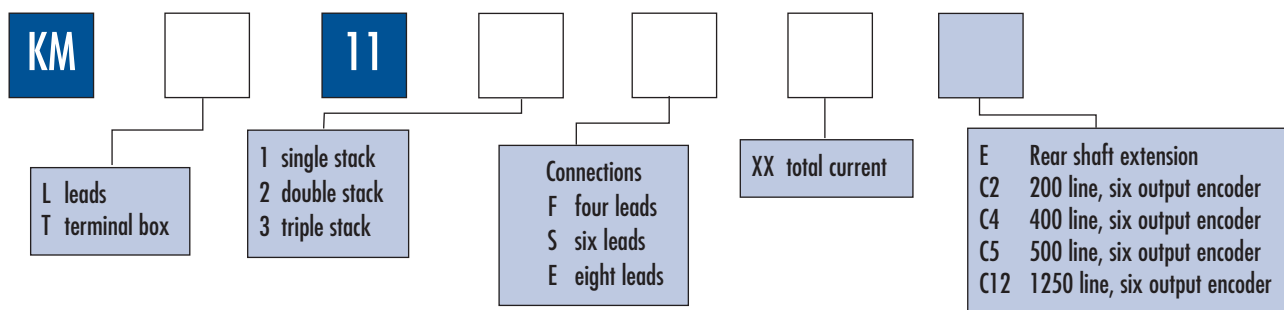 KM
11
L leads
T terminal box
1 single stack
2 double stack
3 triple stack
Connections
F four leads
S six leads
E eight leads
XX total current
E Rear shaft extension
C2 200 line, six output encoder
C4 400 line, six output encoder
C5 500 line, six output encoder
C12 1250 line, six output encoder